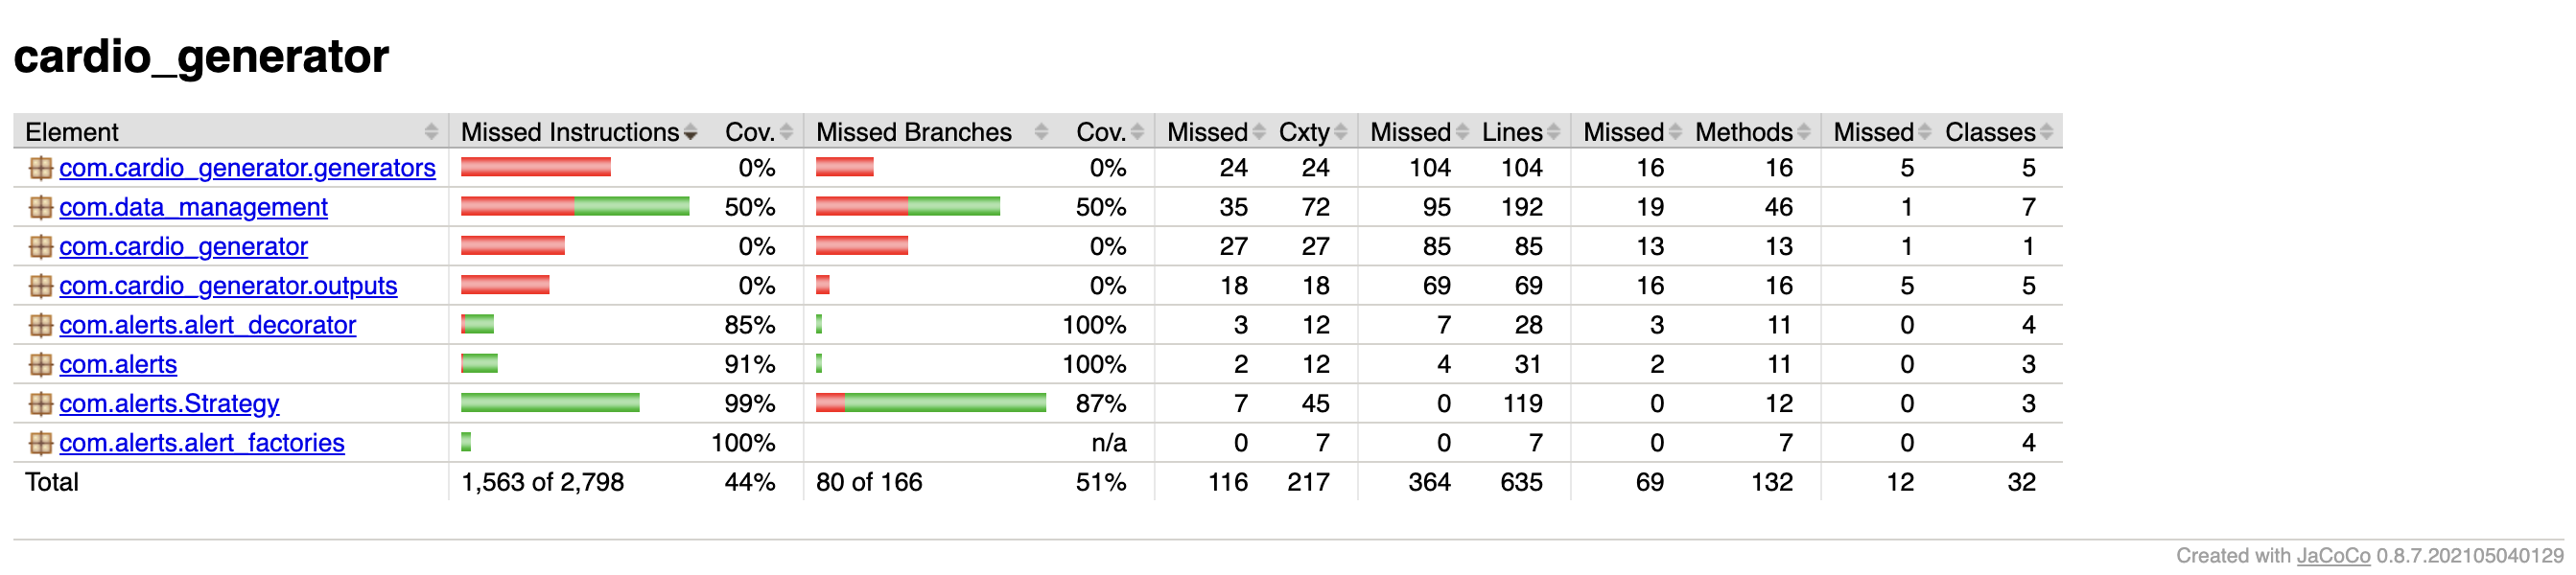 cardio_generator
Element Missed Instructions Cov. Missed Branches Cov. Missed Cxty Missed Lines Missed Methods Missed Classes
com.cardio_generator.generators 0% 0% 24 24 104 104 16 16 5 5
com.data_management 50% 50% 35 72 95 192 19 46 1 7
com.cardio_generator 0% 0% 27 27 85 85 13 13 1 1
com.cardio_generator.outputs 0% 0% 18 18 69 69 16 16 5 5
com.alerts.alert_decorator 85% 100% 3 12 7 28 3 11 0 4
com.alerts 91% 100% 2 12 4 31 2 11 0 3
com.alerts.Strategy 99% 87% 7 45 0 119 0 12 0 3
com.alerts.alert_factories 100% n/a 0 7 0 7 0 7 0 4
Total 1,563 of 2,798 44% 80 of 166 51% 116 217 364 635 69 132 12 32
Created with JaCoCo 0.8.7.202105040129